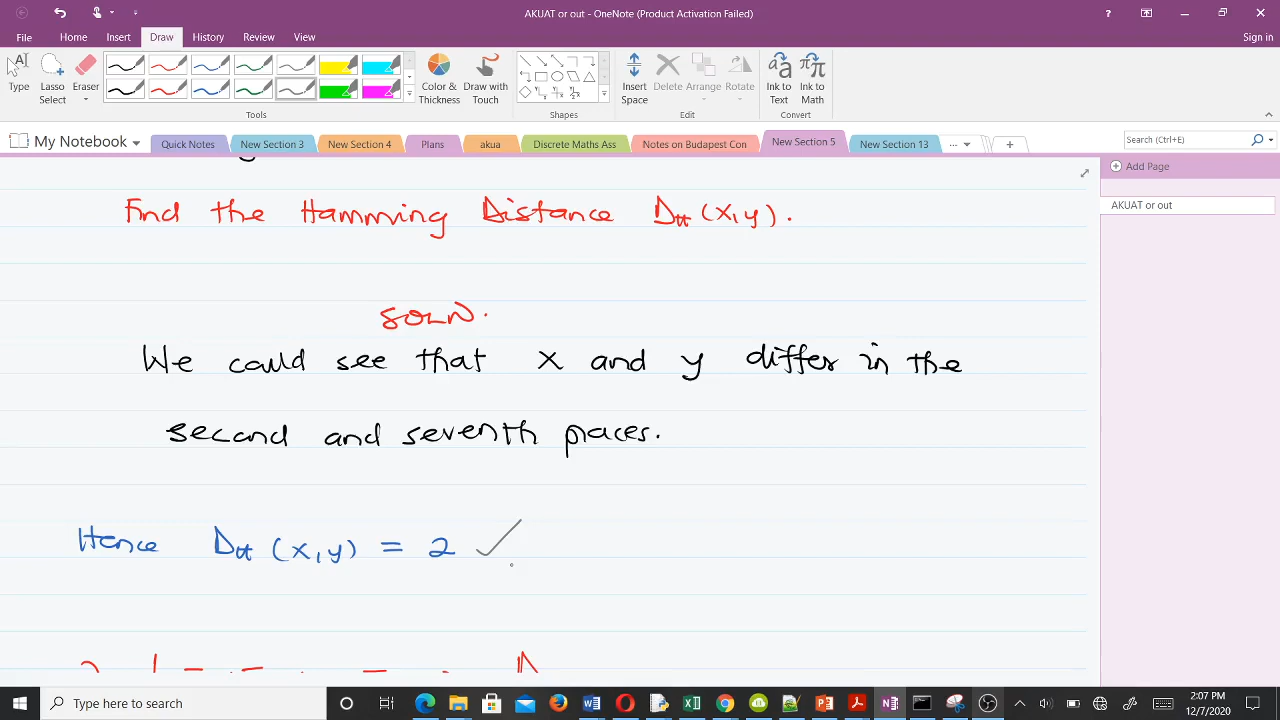 AKUAT or out - OneNote (Product Activation Failed)
File Home Insert Draw History Review View Sign in
Type Lasso Select Eraser Color & Thickness Draw with Touch Insert Space Delete Arrange Rotate Ink to Text Ink to Math
Tools Shapes Edit Convert
My Notebook Quick Notes New Section 3 New Section 4 Plans akua Discrete Maths Ass Notes on Budapest Con New Section 5 New Section 13 ... Search (Ctrl+E)
Add Page
AKUAT or out
Find the Hamming Distance D_H (x,y).
SOLN.
We could see that x and y differ in the
second and seventh places.
Hence D_H (x,y) = 2 ✓
Type here to search
2:07 PM
12/7/2020